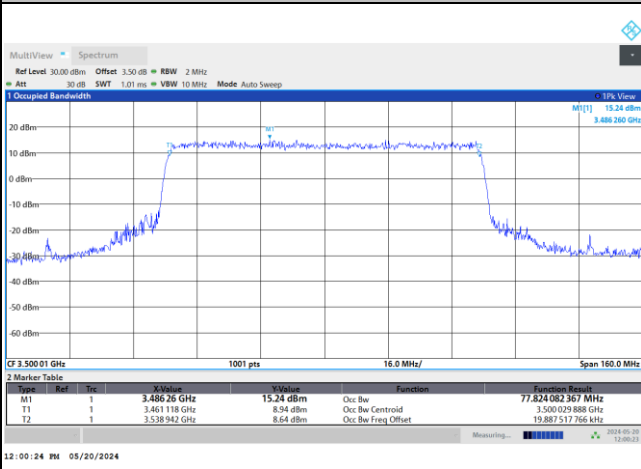 MultiView Spectrum
Ref Level 30.00 dBm Offset 3.50 dB RBW 2 MHz
Att 30 dB SWT 1.01 ms VBW 10 MHz Mode Auto Sweep
1 Occupied Bandwidth 1Pk View
M1[1] 15.24 dBm
3.486 260 GHz
20 dBm
M1
T1 T2
10 dBm
0 dBm
-10 dBm
-20 dBm
-30 dBm
-40 dBm
-50 dBm
-60 dBm
CF 3.500 01 GHz 1001 pts 16.0 MHz/ Span 160.0 MHz
2 Marker Table
Type Ref Trc X-Value Y-Value Function Function Result
M1 1 3.486 26 GHz 15.24 dBm Occ Bw 77.824 082 367 MHz
T1 1 3.461 118 GHz 8.94 dBm Occ Bw Centroid 3.500 029 888 GHz
T2 1 3.538 942 GHz 8.64 dBm Occ Bw Freq Offset 19.887 517 766 kHz
Measuring... 2024-05-20
12:00:23
12:00:24 PM 05/20/2024